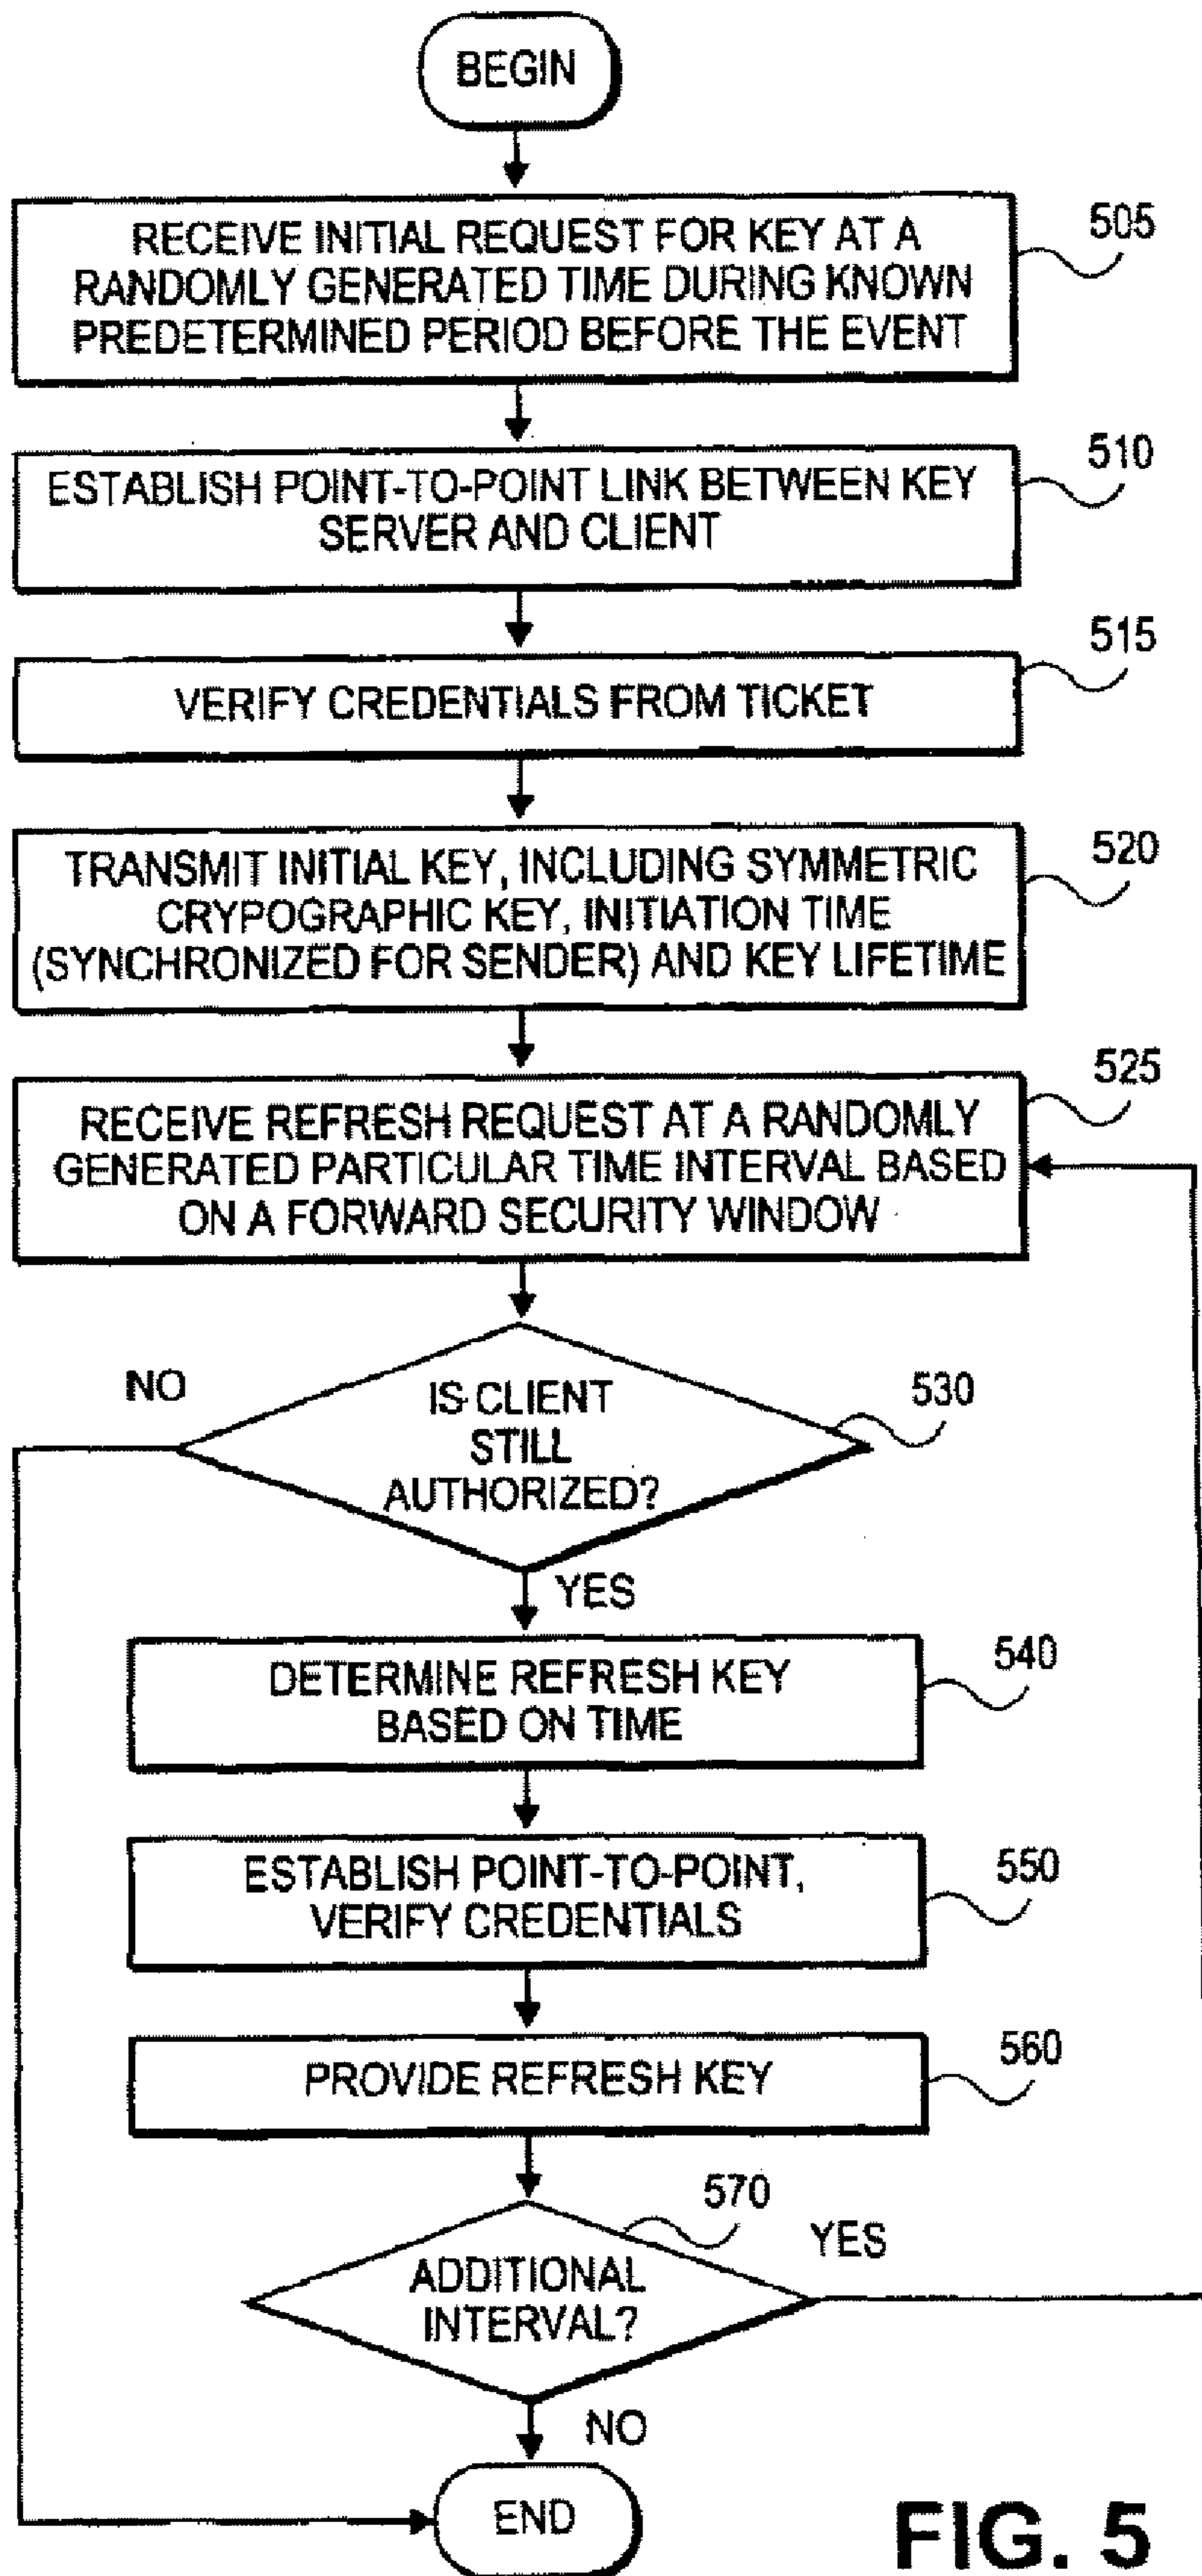 BEGIN
RECEIVE INITIAL REQUEST FOR KEY AT A
RANDOMLY GENERATED TIME DURING KNOWN
PREDETERMINED PERIOD BEFORE THE EVENT
505
ESTABLISH POINT-TO-POINT LINK BETWEEN KEY
SERVER AND CLIENT
510
VERIFY CREDENTIALS FROM TICKET
515
TRANSMIT INITIAL KEY, INCLUDING SYMMETRIC
CRYPOGRAPHIC KEY, INITIATION TIME
(SYNCHRONIZED FOR SENDER) AND KEY LIFETIME
520
RECEIVE REFRESH REQUEST AT A RANDOMLY
GENERATED PARTICULAR TIME INTERVAL BASED
ON A FORWARD SECURITY WINDOW
525
NO
IS CLIENT
STILL
AUTHORIZED?
530
YES
DETERMINE REFRESH KEY
BASED ON TIME
540
ESTABLISH POINT-TO-POINT,
VERIFY CREDENTIALS
550
PROVIDE REFRESH KEY
560
570
ADDITIONAL
INTERVAL?
YES
NO
END
FIG. 5